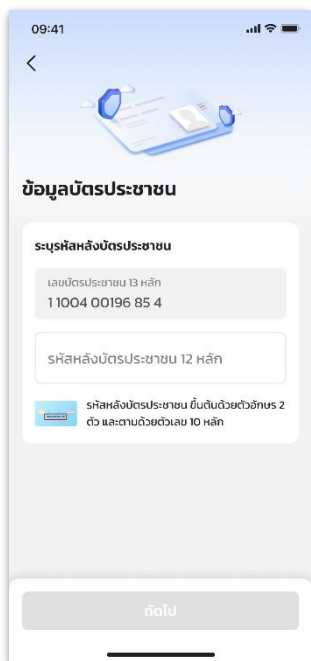 09:41
ข้อมูลบัตรประชาชน
ระบุรหัสหลังบัตรประชาชน
เลขบัตรประชาชน 13 หลัก
1 1004 00196 85 4
รหัสหลังบัตรประชาชน 12 หลัก
รหัสหลังบัตรประชาชน ขึ้นต้นด้วยตัวอักษร 2
ตัว และตามด้วยตัวเลข 10 หลัก
ถัดไป